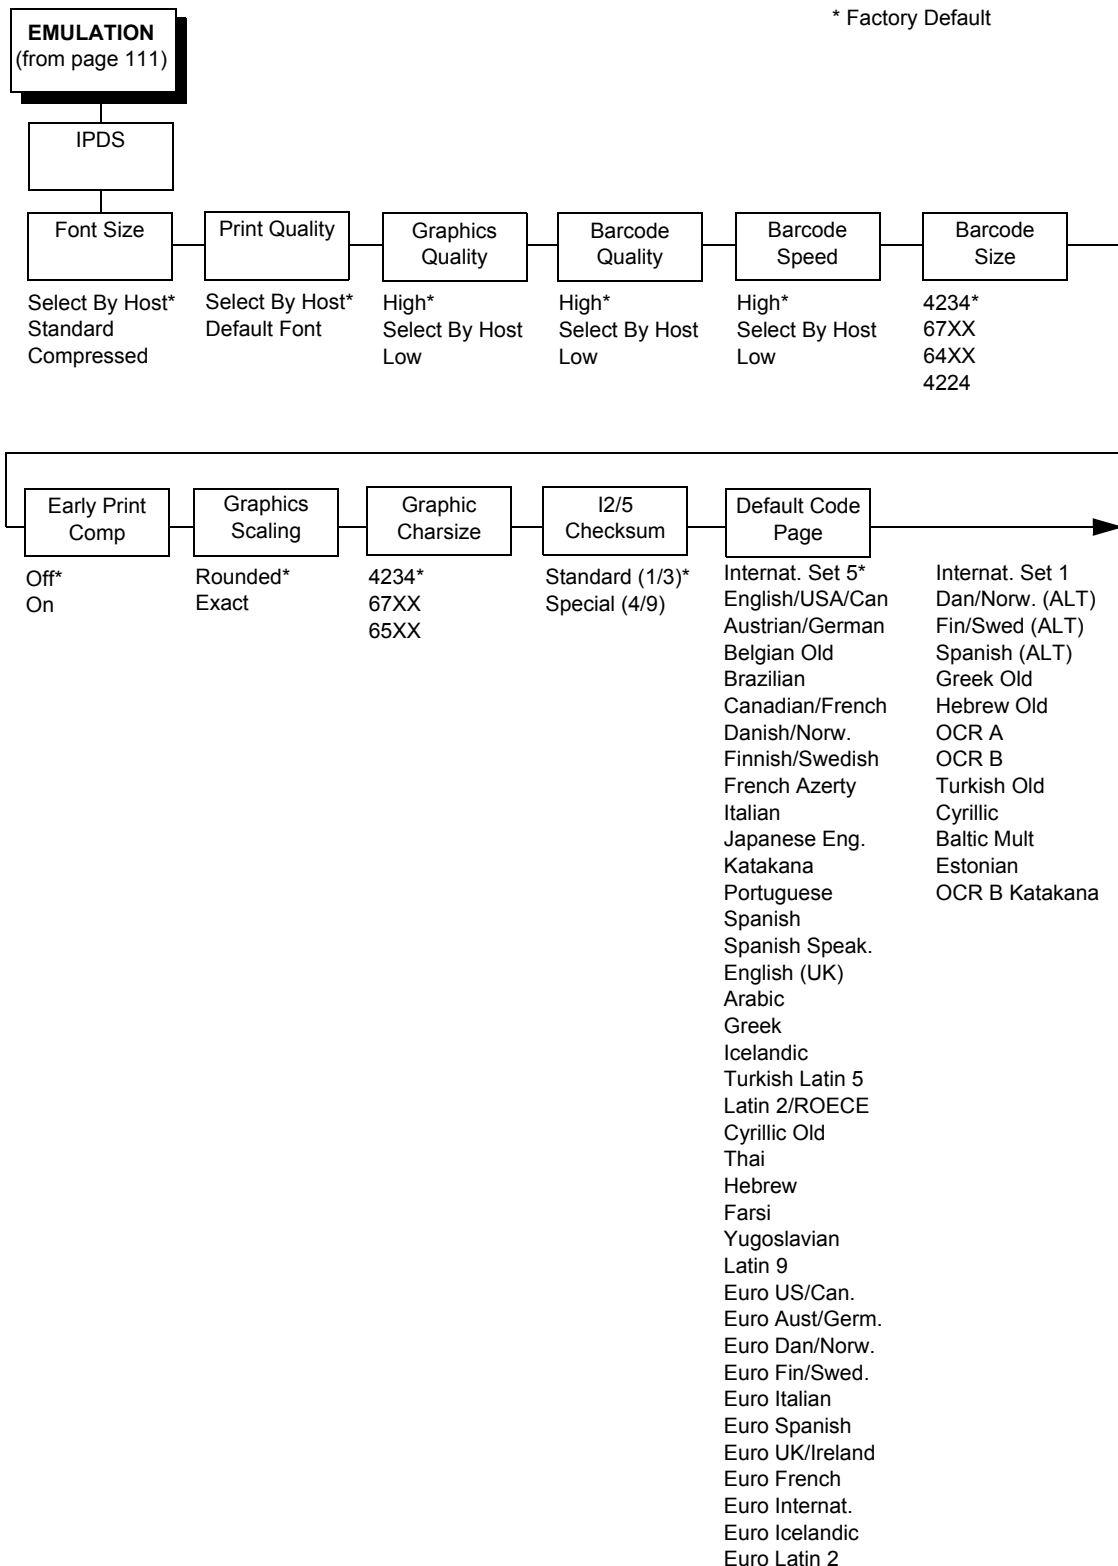 * Factory Default
EMULATION
(from page 111)
IPDS
Font Size
Select By Host*
Standard
Compressed
Print Quality
Select By Host*
Default Font
Graphics
Quality
High*
Select By Host
Low
Barcode
Quality
High*
Select By Host
Low
Barcode
Speed
High*
Select By Host
Low
Barcode
Size
4234*
67XX
64XX
4224
Early Print
Comp
Off*
On
Graphics
Scaling
Rounded*
Exact
Graphic
Charsize
4234*
67XX
65XX
I2/5
Checksum
Standard (1/3)*
Special (4/9)
Default Code
Page
Internat. Set 5*
English/USA/Can
Austrian/German
Belgian Old
Brazilian
Canadian/French
Danish/Norw.
Finnish/Swedish
French Azerty
Italian
Japanese Eng.
Katakana
Portuguese
Spanish
Spanish Speak.
English (UK)
Arabic
Greek
Icelandic
Turkish Latin 5
Latin 2/ROECE
Cyrillic Old
Thai
Hebrew
Farsi
Yugoslavian
Latin 9
Euro US/Can.
Euro Aust/Germ.
Euro Dan/Norw.
Euro Fin/Swed.
Euro Italian
Euro Spanish
Euro UK/Ireland
Euro French
Euro Internat.
Euro Icelandic
Euro Latin 2
Internat. Set 1
Dan/Norw. (ALT)
Fin/Swed (ALT)
Spanish (ALT)
Greek Old
Hebrew Old
OCR A
OCR B
Turkish Old
Cyrillic
Baltic Mult
Estonian
OCR B Katakana